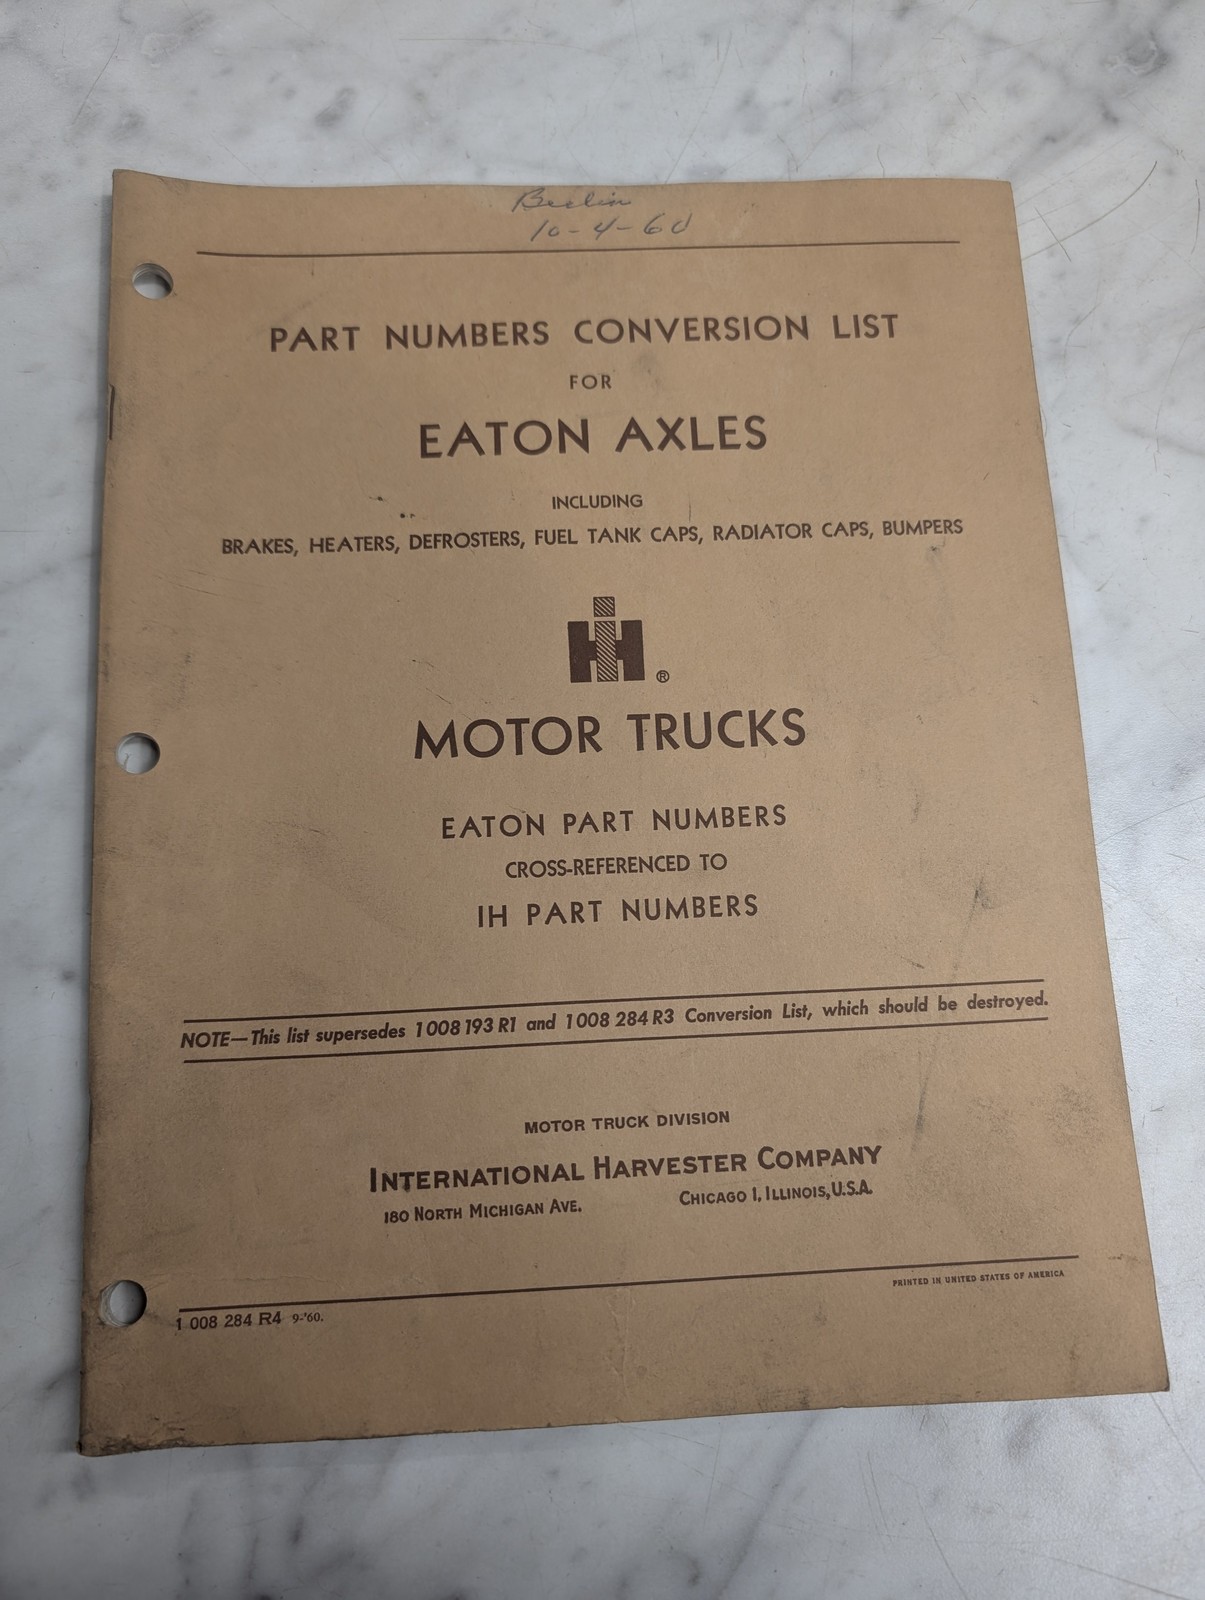 Berlin
10-4-60
PART NUMBERS CONVERSION LIST
FOR
EATON AXLES
INCLUDING
BRAKES, HEATERS, DEFROSTERS, FUEL TANK CAPS, RADIATOR CAPS, BUMPERS
IH ®
MOTOR TRUCKS
EATON PART NUMBERS
CROSS-REFERENCED TO
IH PART NUMBERS
NOTE—This list supersedes 1 008 193 R1 and 1 008 284 R3 Conversion List, which should be destroyed.
MOTOR TRUCK DIVISION
INTERNATIONAL HARVESTER COMPANY
180 NORTH MICHIGAN AVE. CHICAGO 1, ILLINOIS, U.S.A.
PRINTED IN UNITED STATES OF AMERICA
1 008 284 R4 9-'60.